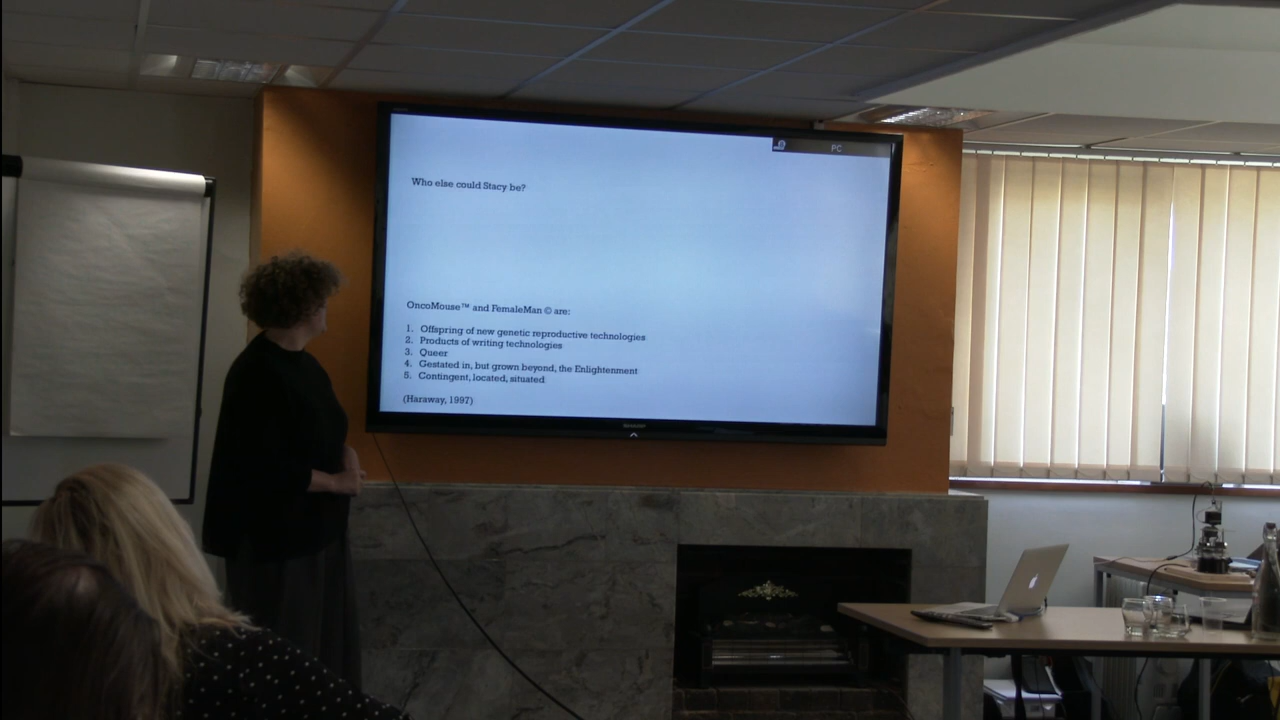 PC
Who else could Stacy be?
OncoMouse™ and FemaleMan © are:
1. Offspring of new genetic reproductive technologies
2. Products of writing technologies
3. Queer
4. Gestated in, but grown beyond, the Enlightenment
5. Contingent, located, situated
(Haraway, 1997)
SHARP